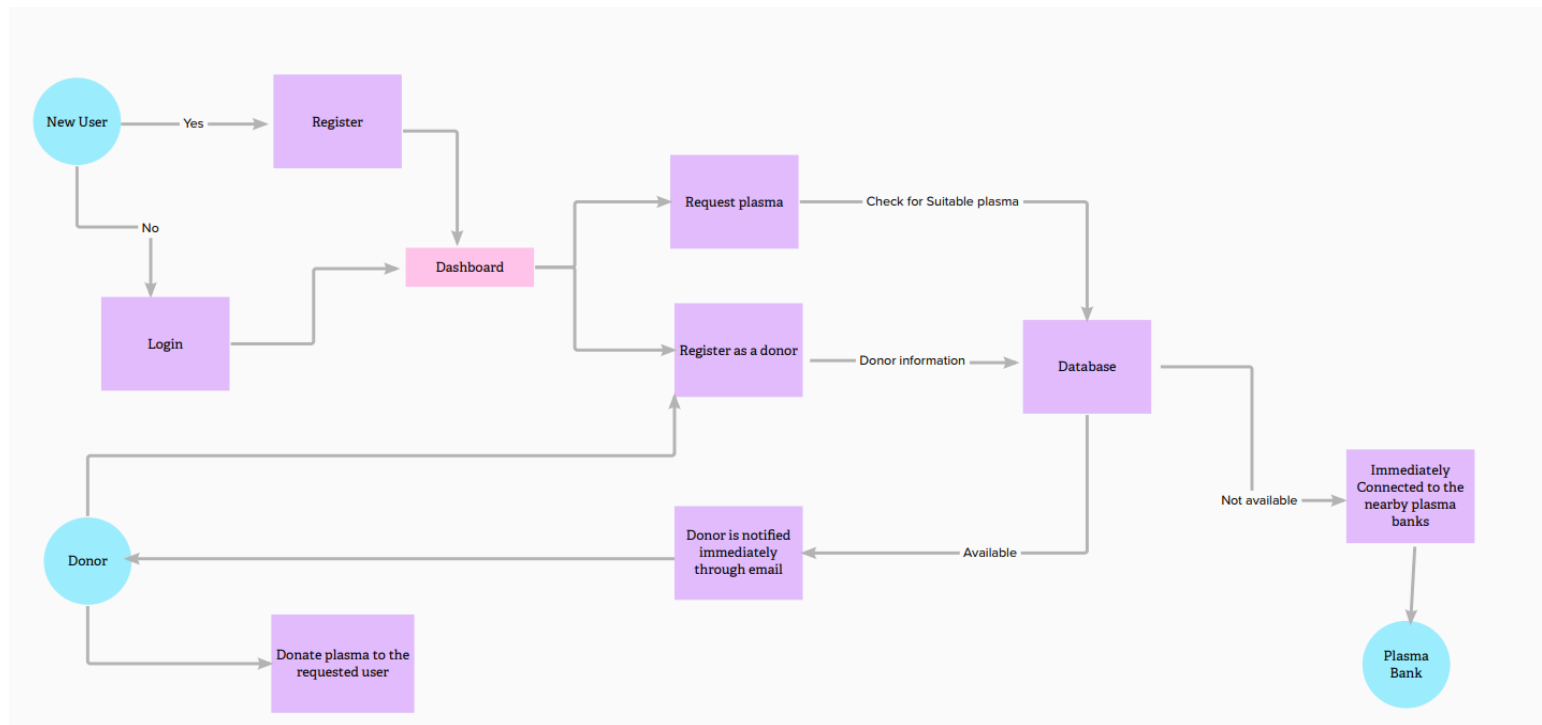 New User
Yes
Register
No
Login
Dashboard
Request plasma
Check for Suitable plasma
Register as a donor
Donor information
Database
Not available
Immediately
Connected to the
nearby plasma
banks
Available
Donor is notified
immediately
through email
Donor
Donate plasma to the
requested user
Plasma
Bank